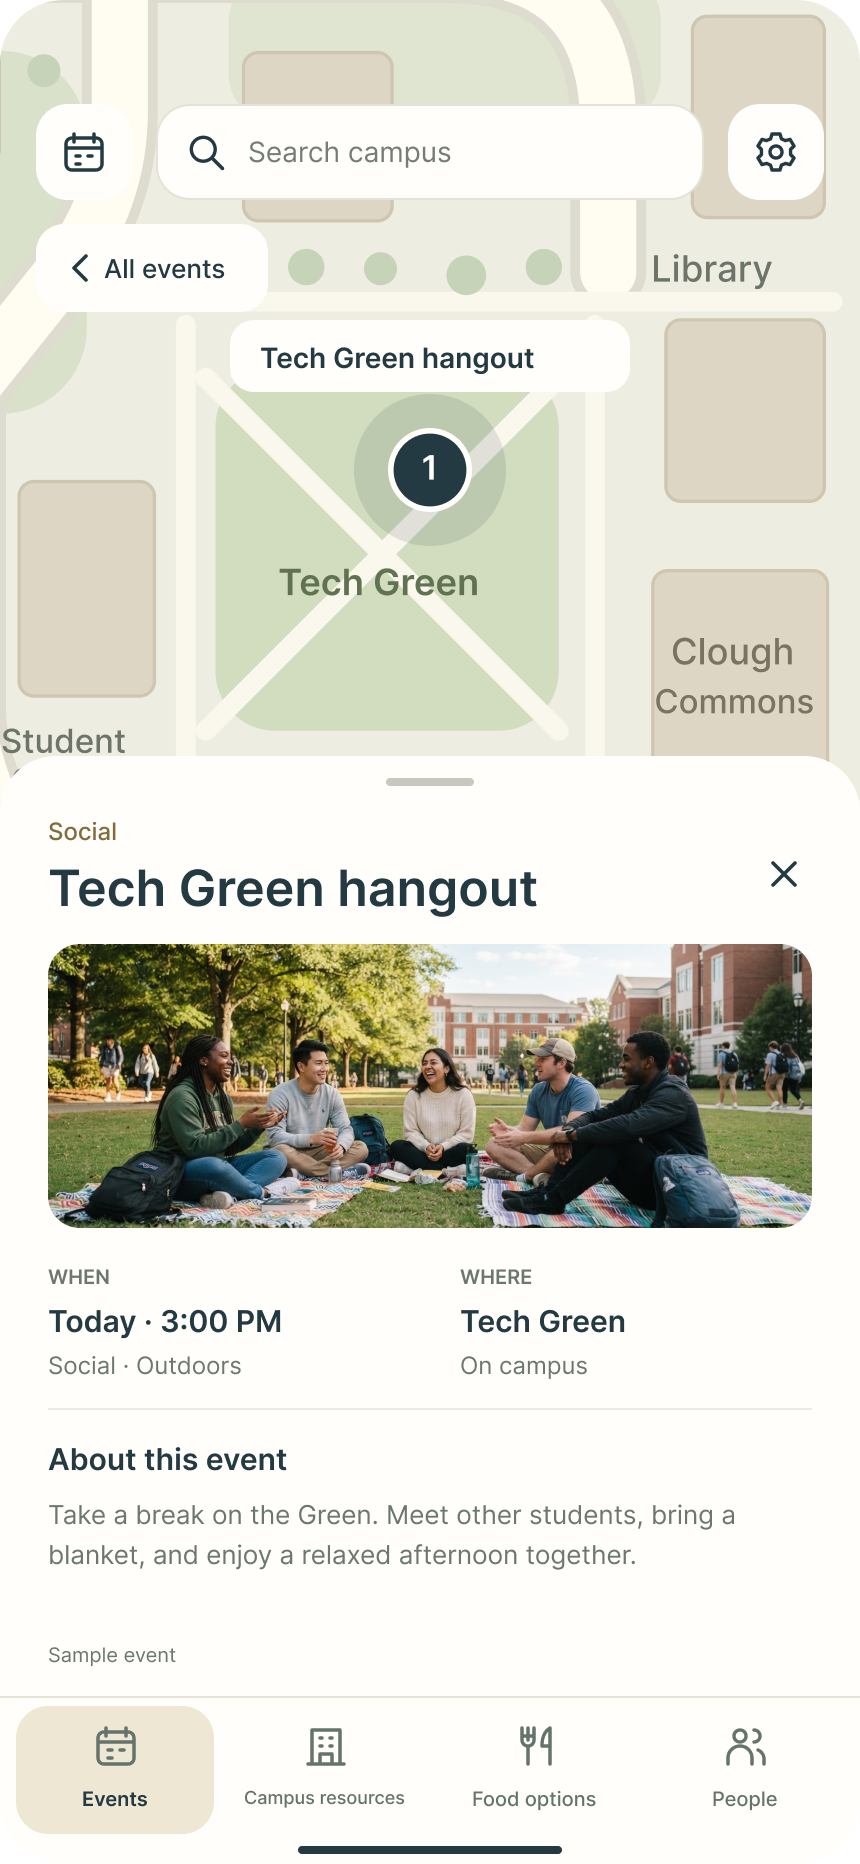 Search campus
All events
Library
Tech Green hangout
1
Tech Green
Clough
Commons
Student
Social
Tech Green hangout
WHEN
WHERE
Today · 3:00 PM
Tech Green
Social · Outdoors
On campus
About this event
Take a break on the Green. Meet other students, bring a
blanket, and enjoy a relaxed afternoon together.
Sample event
Events
Campus resources
Food options
People